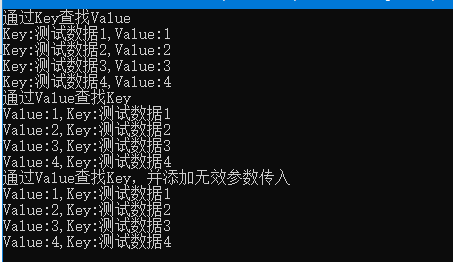 通过Key查找Value
Key:测试数据1,Value:1
Key:测试数据2,Value:2
Key:测试数据3,Value:3
Key:测试数据4,Value:4
通过Value查找Key
Value:1,Key:测试数据1
Value:2,Key:测试数据2
Value:3,Key:测试数据3
Value:4,Key:测试数据4
通过Value查找Key，并添加无效参数传入
Value:1,Key:测试数据1
Value:2,Key:测试数据2
Value:3,Key:测试数据3
Value:4,Key:测试数据4